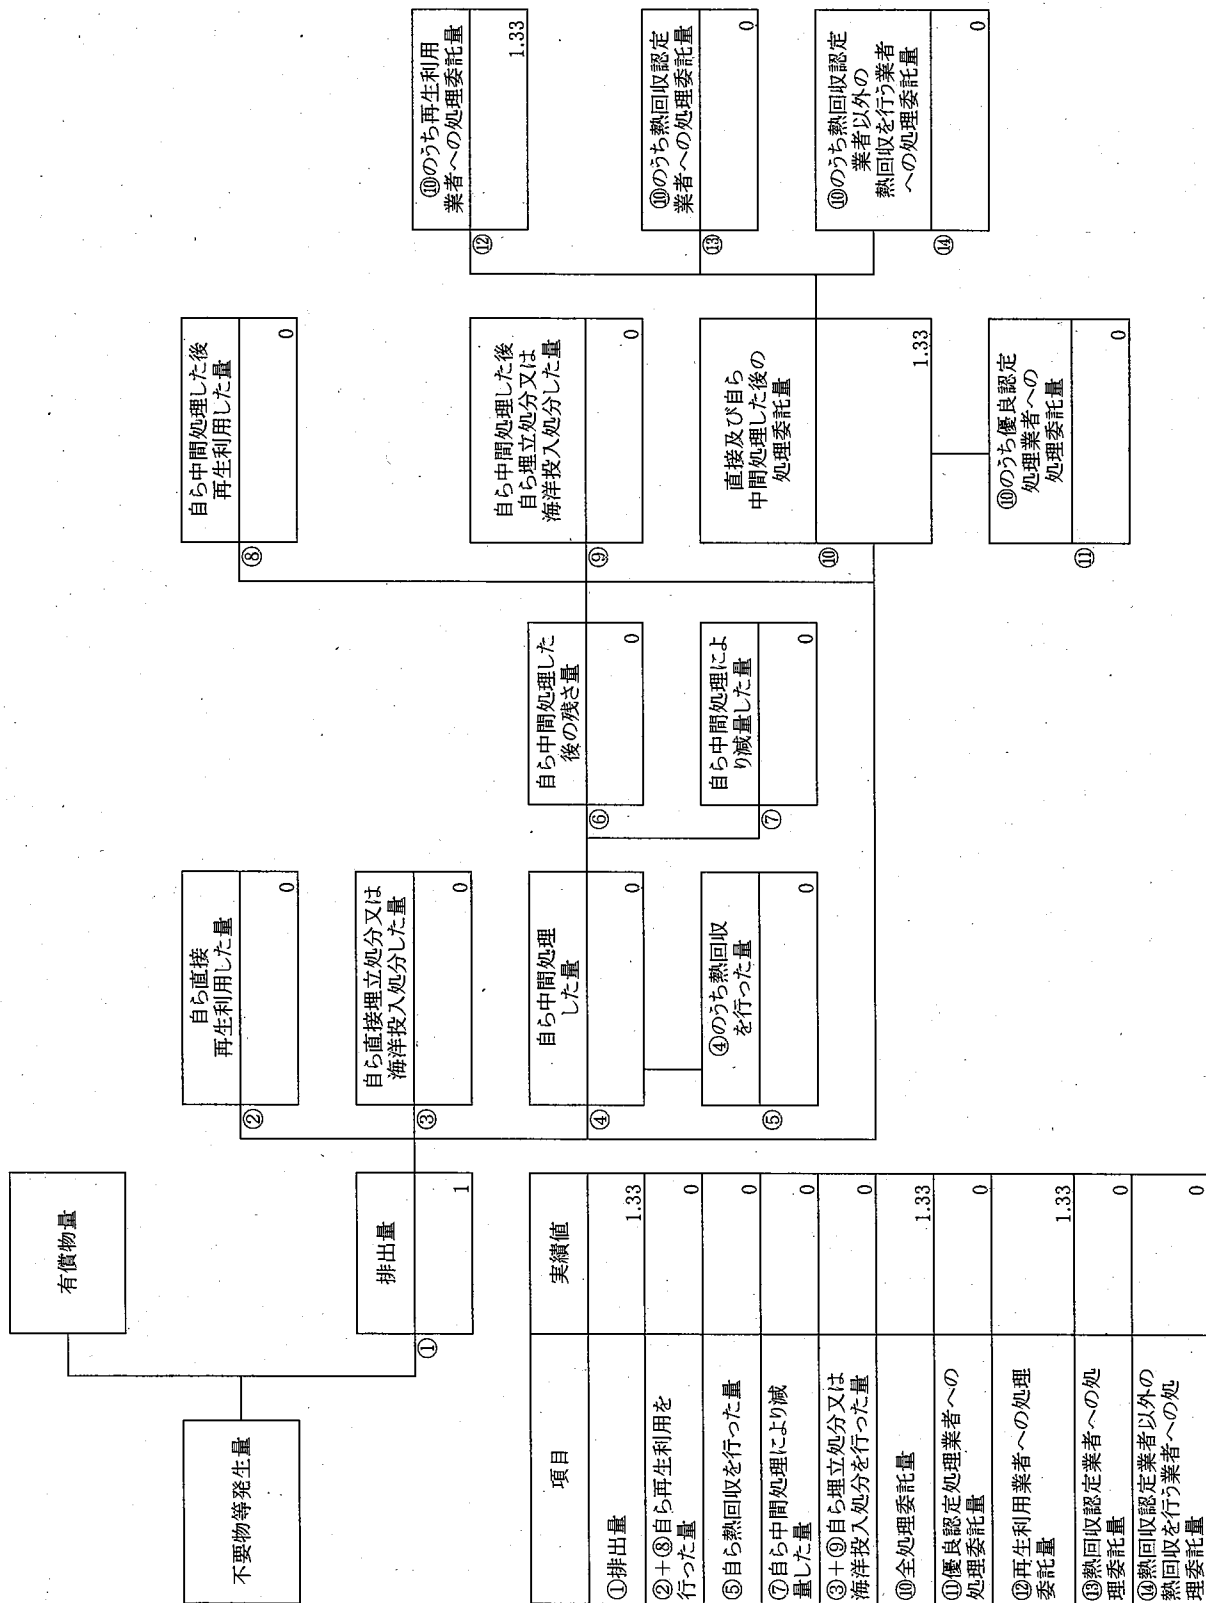 不要物等発生量
有償物量
①
排出量
1
②
自ら直接
再生利用した量
0
③
自ら直接埋立処分又は
海洋投入処分した量
0
④
自ら中間処理
した量
0
⑤
④のうち熱回収
を行った量
0
⑥
自ら中間処理した
後の残さ量
0
⑦
自ら中間処理によ
り減量した量
0
⑧
自ら中間処理した後
再生利用した量
0
⑨
自ら中間処理した後
自ら埋立処分又は
海洋投入処分した量
0
⑩
直接及び自ら
中間処理した後の
処理委託量
1.33
⑪
⑩のうち優良認定
処理業者への
処理委託量
0
⑫
⑩のうち再生利用
業者への処理委託量
1.33
⑬
⑩のうち熱回収認定
業者への処理委託量
0
⑭
⑩のうち熱回収認定
業者以外の
熱回収を行う業者
への処理委託量
0
項目
実績値
①排出量
1.33
②+⑧自ら再生利用を
行った量
0
⑤自ら熱回収を行った量
0
⑦自ら中間処理により減
量した量
0
③+⑨自ら埋立処分又は
海洋投入処分を行った量
0
⑩全処理委託量
1.33
⑪優良認定処理業者への
処理委託量
0
⑫再生利用業者への処理
委託量
1.33
⑬熱回収認定業者への処
理委託量
0
⑭熱回収認定業者以外の
熱回収を行う業者への処
理委託量
0